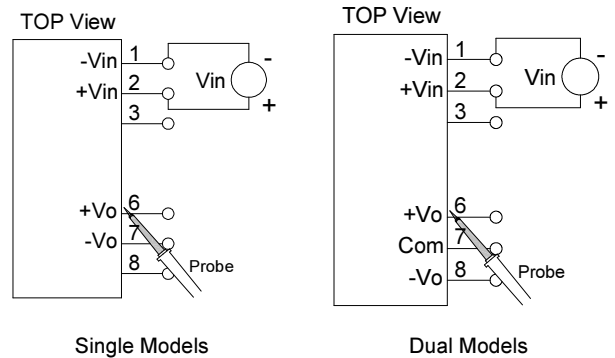 TOP View
-Vin 1
+Vin 2
3
Vin
-
+
+Vo 6
-Vo 7
8
Probe
Single Models
TOP View
-Vin 1
+Vin 2
3
Vin
-
+
+Vo 6
Com 7
-Vo 8
Probe
Dual Models